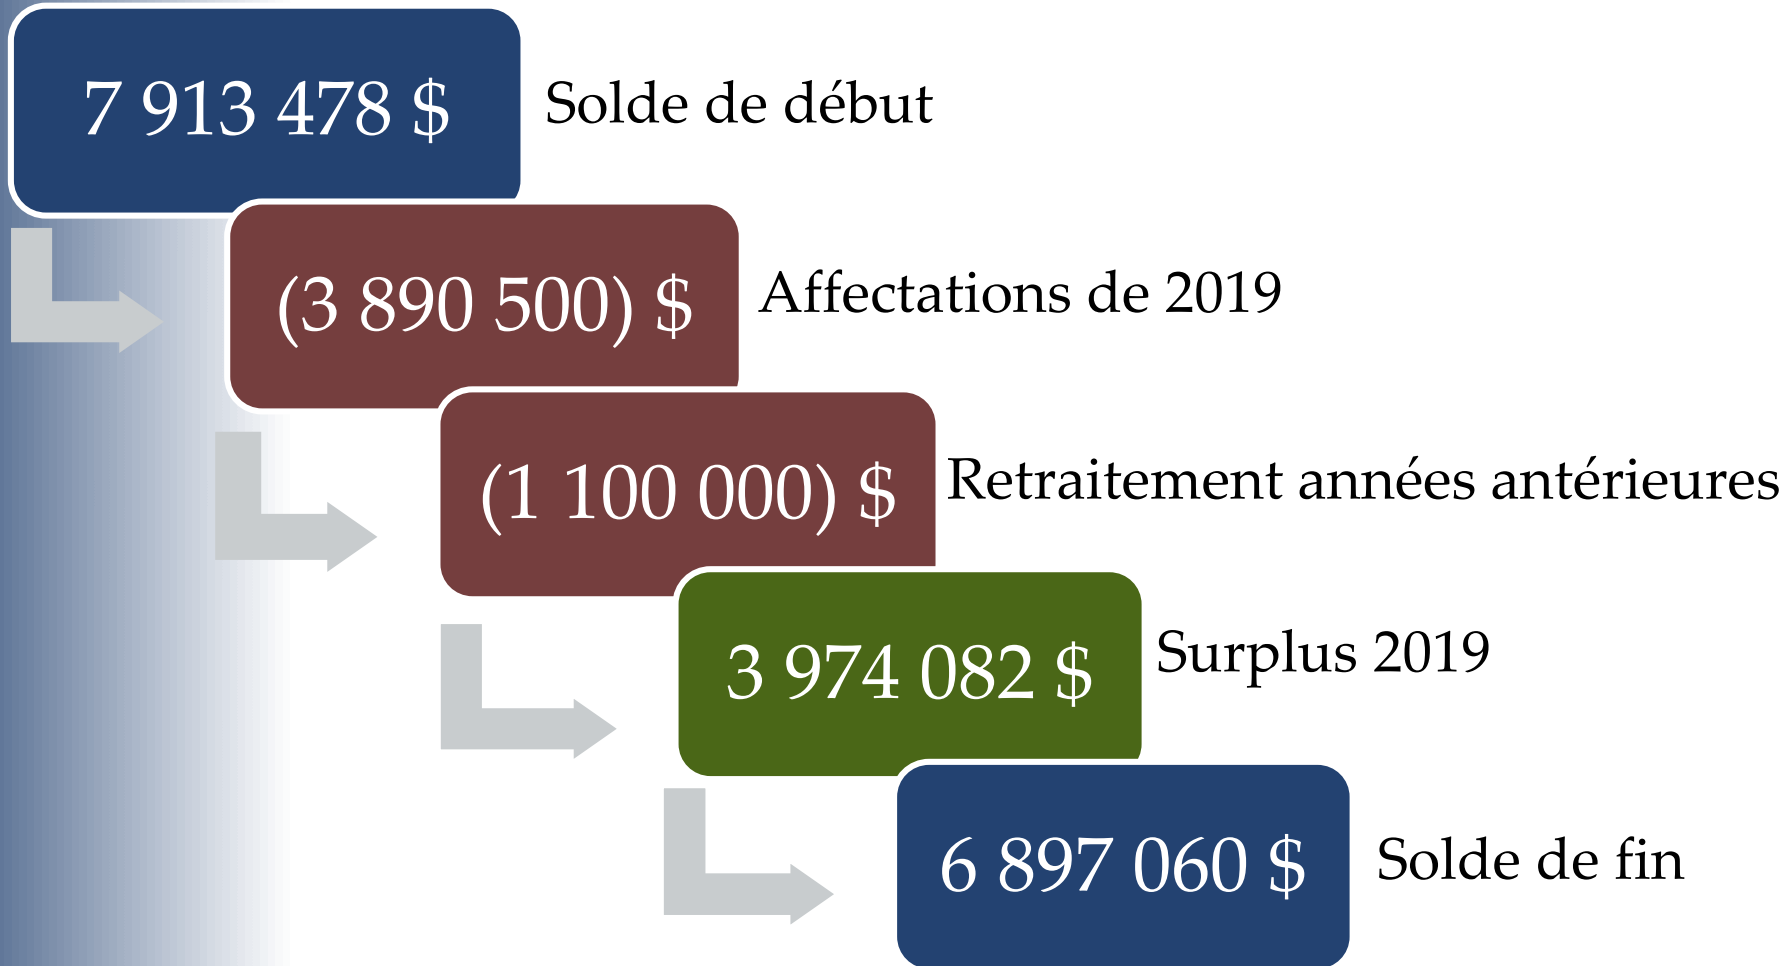 7 913 478 $ Solde de début
(3 890 500) $ Affectations de 2019
(1 100 000) $ Retraitement années antérieures
3 974 082 $ Surplus 2019
6 897 060 $ Solde de fin